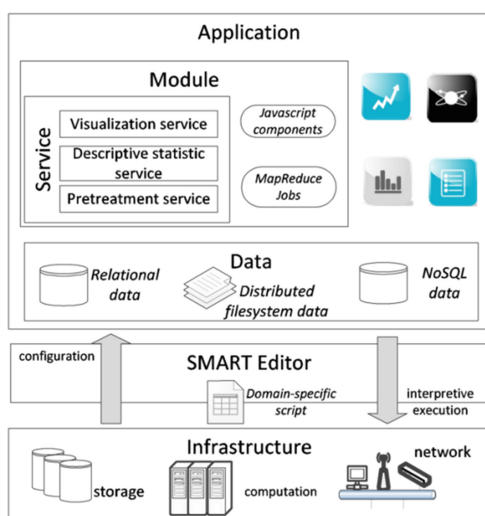 Application
Module
Service
Visualization service
Descriptive statistic
service
Pretreatment service
Javascript
components
MapReduce
Jobs
Data
Relational
data
Distributed
filesystem data
NoSQL
data
configuration
SMART Editor
Domain-specific
script
interpretive
execution
Infrastructure
storage
computation
network